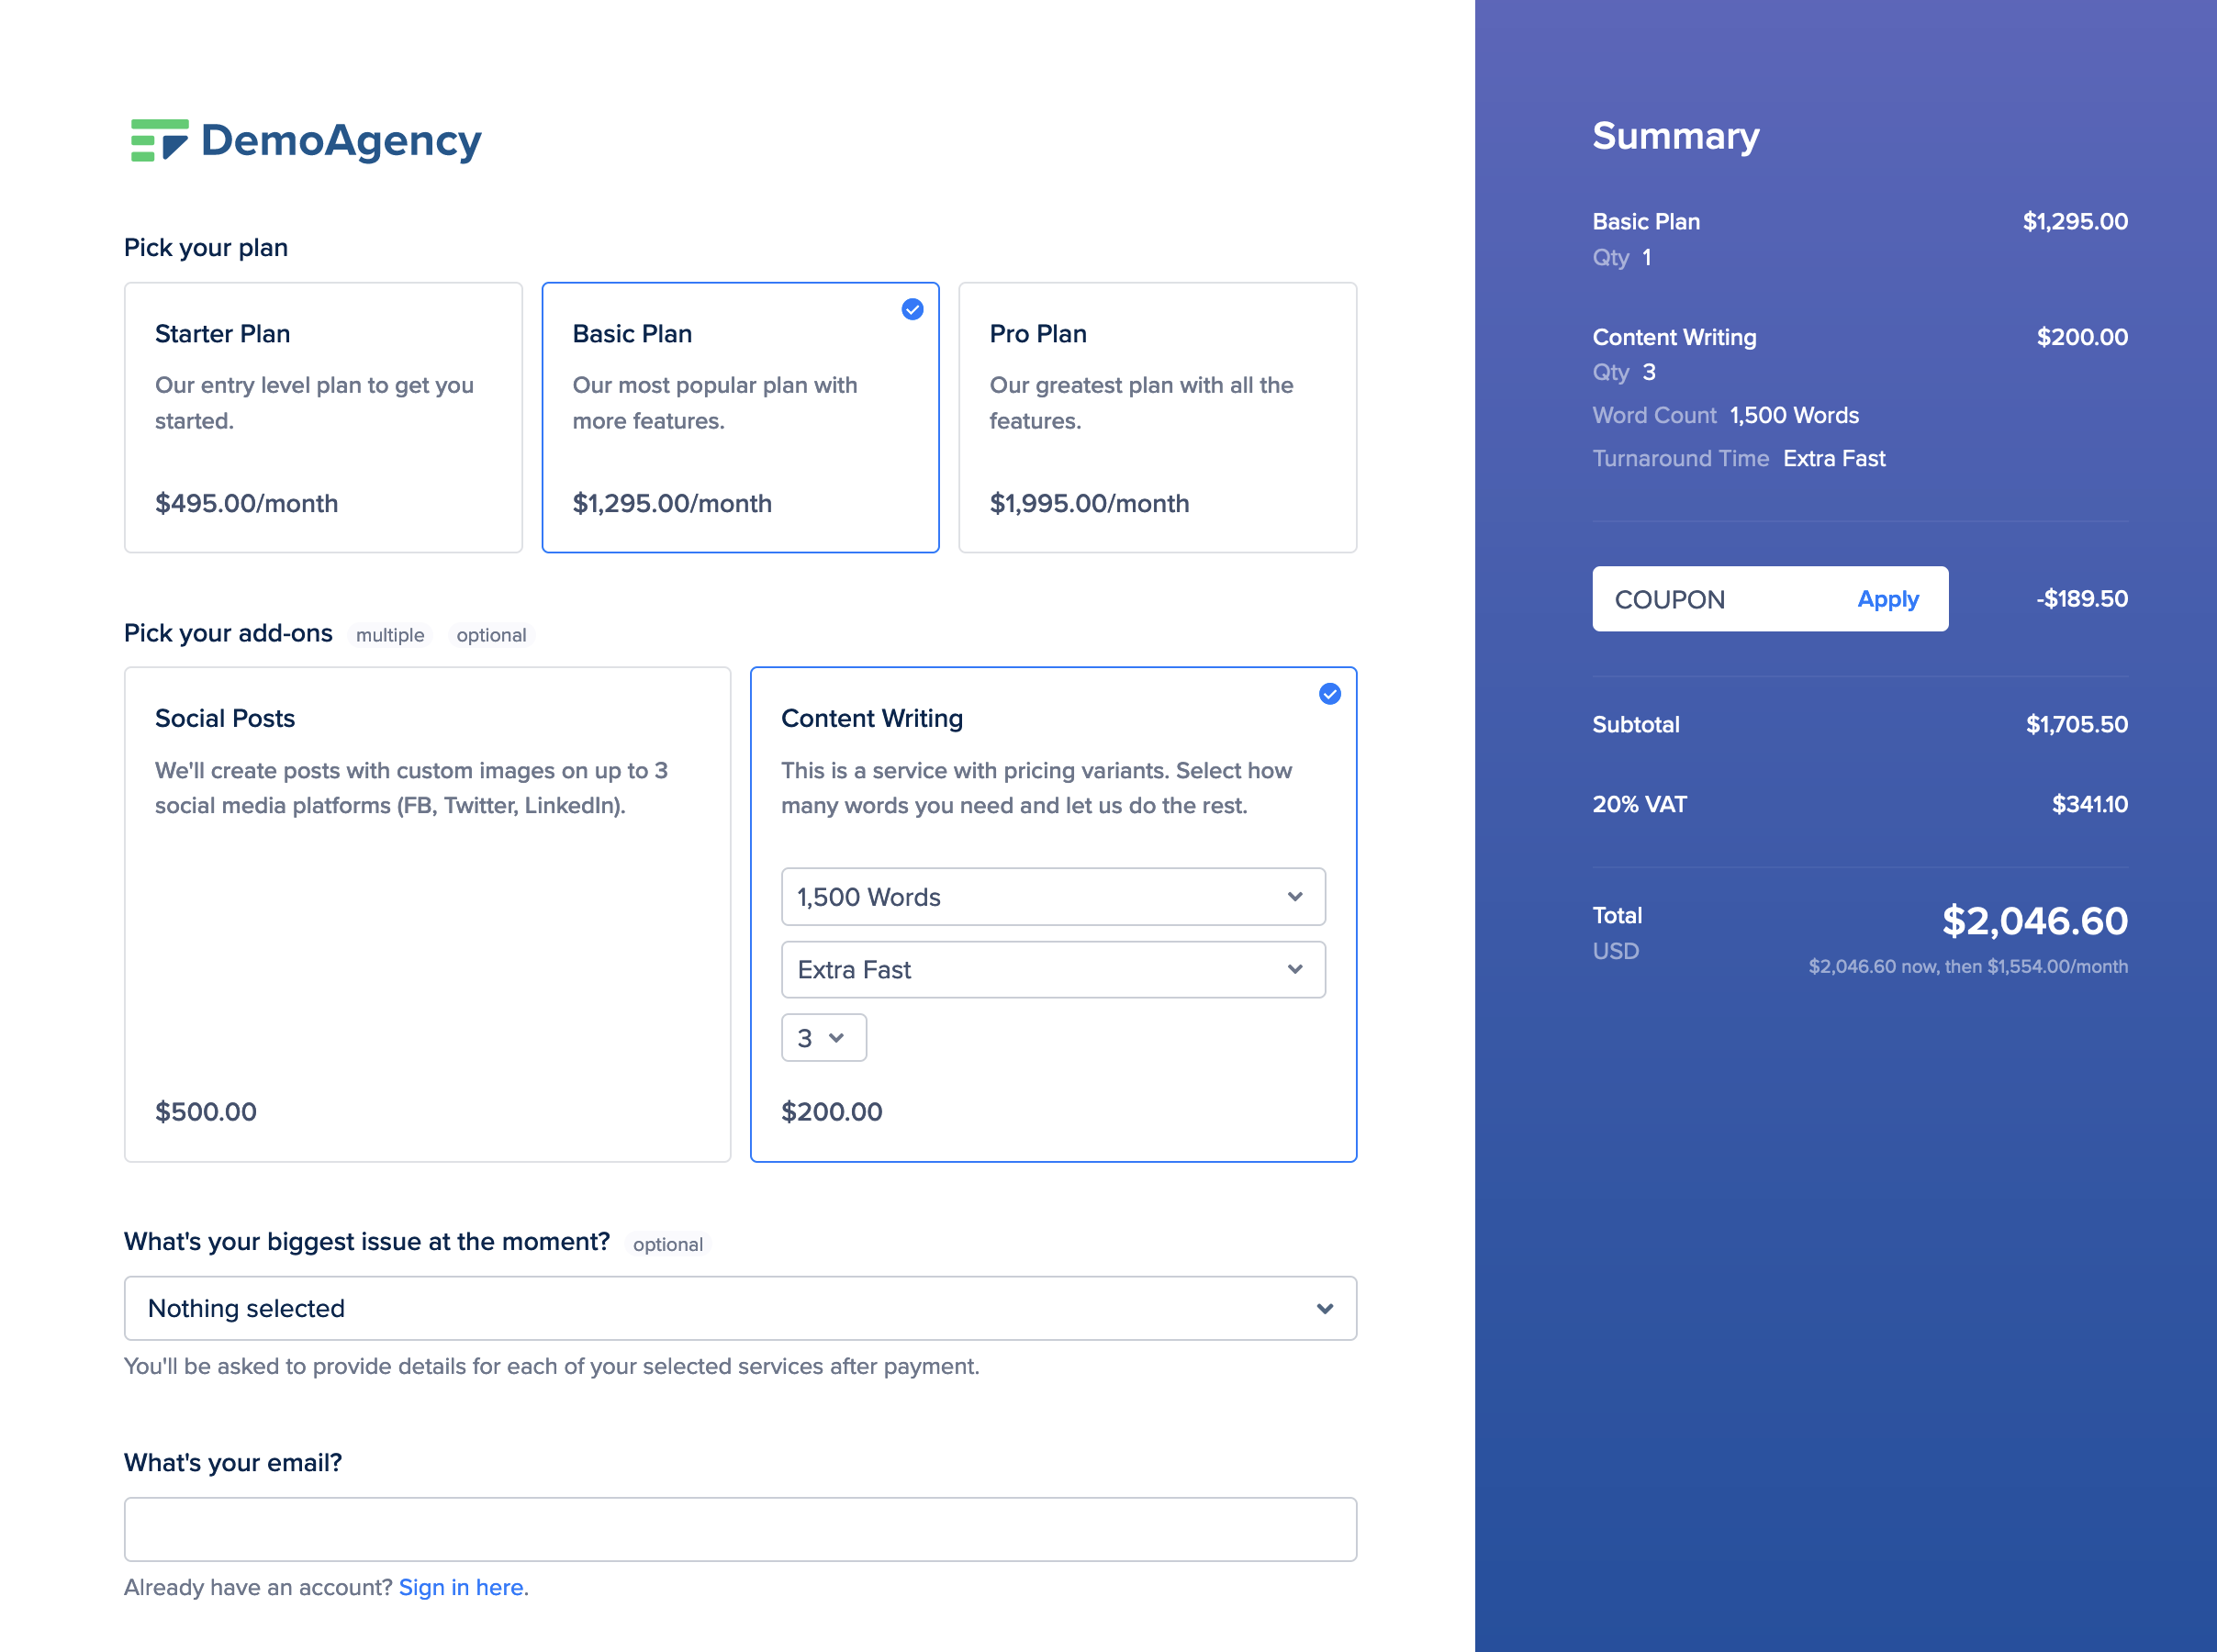 DemoAgency
Pick your plan
Starter Plan
Our entry level plan to get you
started.
$495.00/month
Basic Plan
Our most popular plan with
more features.
$1,295.00/month
Pro Plan
Our greatest plan with all the
features.
$1,995.00/month
Pick your add-ons multiple optional
Social Posts
We'll create posts with custom images on up to 3
social media platforms (FB, Twitter, LinkedIn).
$500.00
Content Writing
This is a service with pricing variants. Select how
many words you need and let us do the rest.
1,500 Words
Extra Fast
3
$200.00
What's your biggest issue at the moment? optional
Nothing selected
You'll be asked to provide details for each of your selected services after payment.
What's your email?
Already have an account? Sign in here.
Summary
Basic Plan $1,295.00
Qty 1
Content Writing $200.00
Qty 3
Word Count 1,500 Words
Turnaround Time Extra Fast
COUPON Apply -$189.50
Subtotal $1,705.50
20% VAT $341.10
Total $2,046.60
USD
$2,046.60 now, then $1,554.00/month